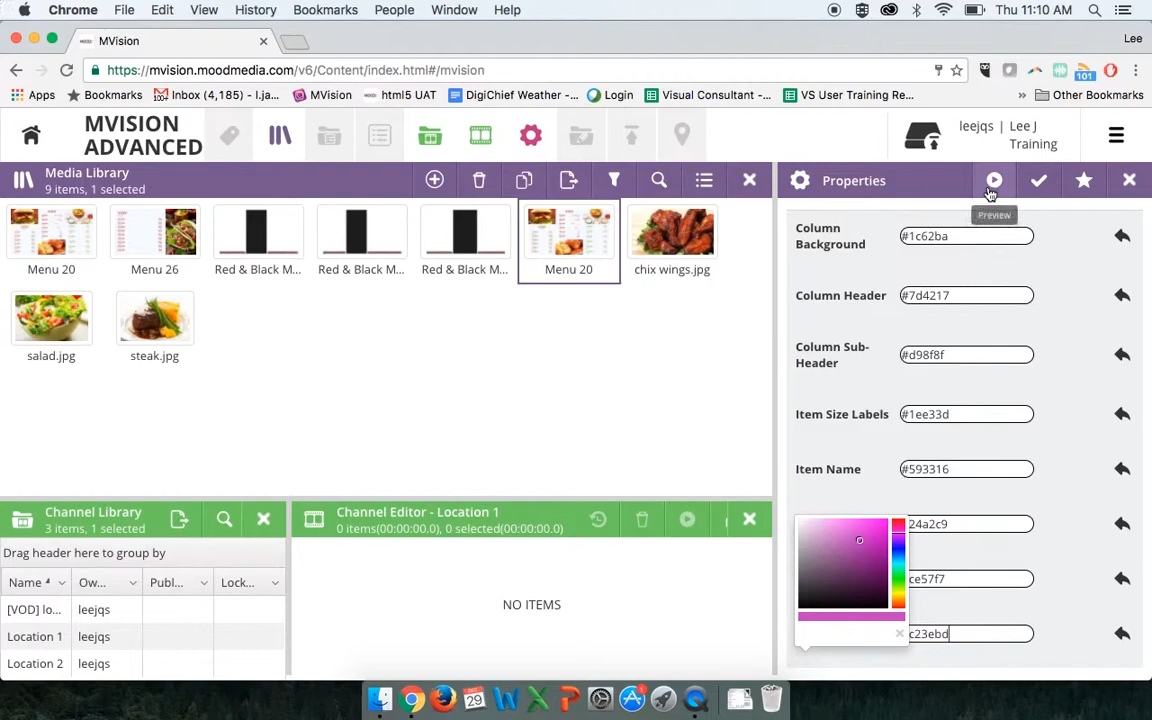 Chrome File Edit View History Bookmarks People Window Help Thu 11:10 AM
MVision Lee
https://mvision.moodmedia.com/v6/Content/index.html#/mvision
Apps Bookmarks Inbox (4,185) - l.ja... MVision html5 UAT DigiChief Weather -... Login Visual Consultant -... VS User Training Re... 101 » Other Bookmarks
MVISION
ADVANCED
leejqs | Lee J
Training
Media Library
9 items, 1 selected
Properties
Preview
Menu 20 Menu 26 Red & Black M... Red & Black M... Red & Black M... Menu 20 chix wings.jpg
salad.jpg steak.jpg
Column
Background #1c62ba
Column Header #7d4217
Column Sub-
Header #d98f8f
Item Size Labels #1ee33d
Item Name #593316
24a2c9
ce57f7
c23ebd
Channel Library
3 items, 1 selected
Drag header here to group by
Name Ow... Publ... Lock...
[VOD] lo... leejqs
Location 1 leejqs
Location 2 leejqs
Channel Editor - Location 1
0 items(00:00:00.0), 0 selected(00:00:00.0)
NO ITEMS